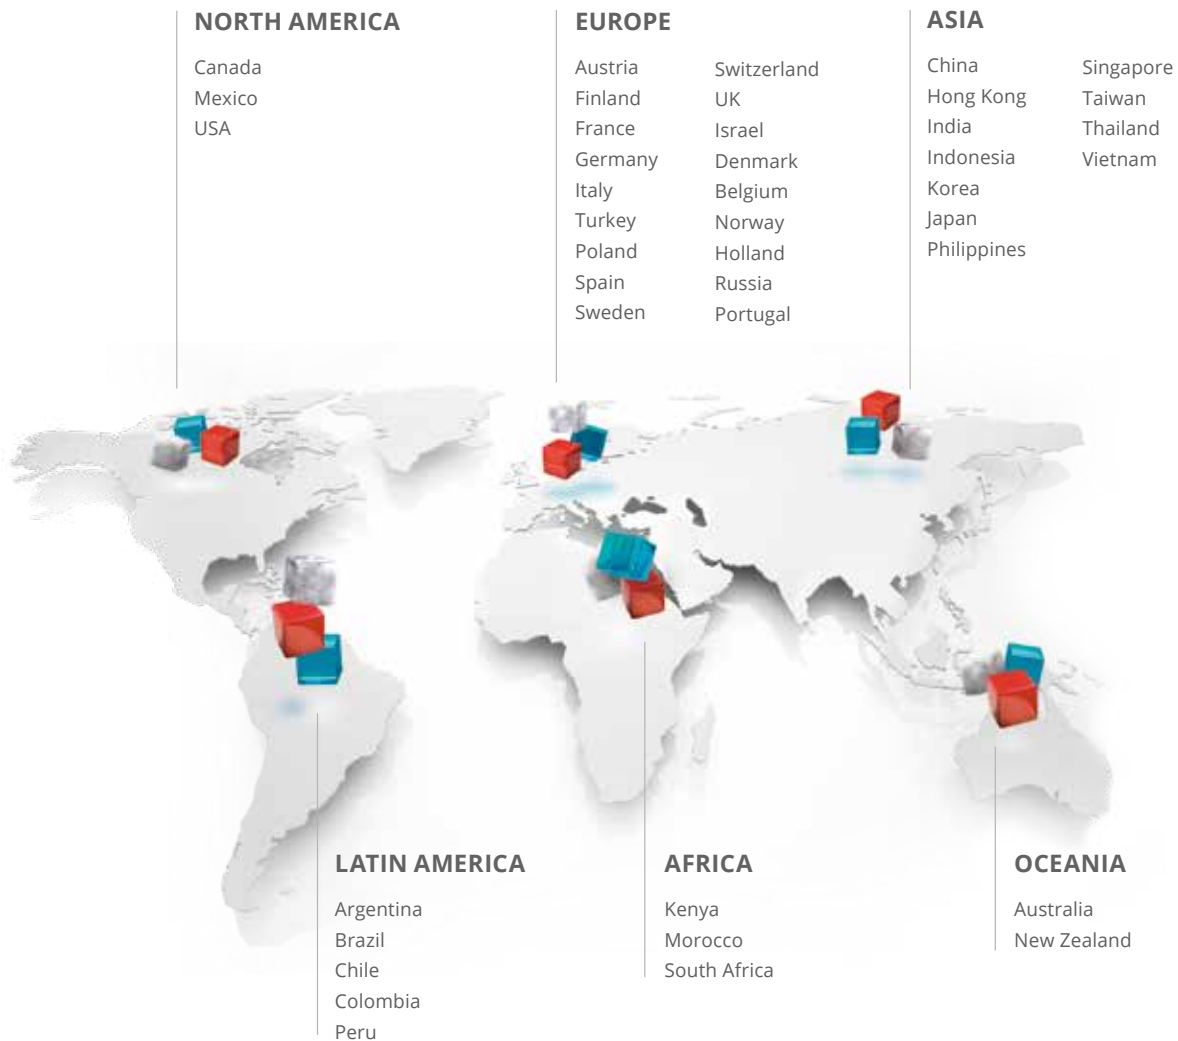 NORTH AMERICA
Canada
Mexico
USA
EUROPE
Austria
Finland
France
Germany
Italy
Turkey
Poland
Spain
Sweden
Switzerland
UK
Israel
Denmark
Belgium
Norway
Holland
Russia
Portugal
ASIA
China
Hong Kong
India
Indonesia
Korea
Japan
Philippines
Singapore
Taiwan
Thailand
Vietnam
LATIN AMERICA
Argentina
Brazil
Chile
Colombia
Peru
AFRICA
Kenya
Morocco
South Africa
OCEANIA
Australia
New Zealand